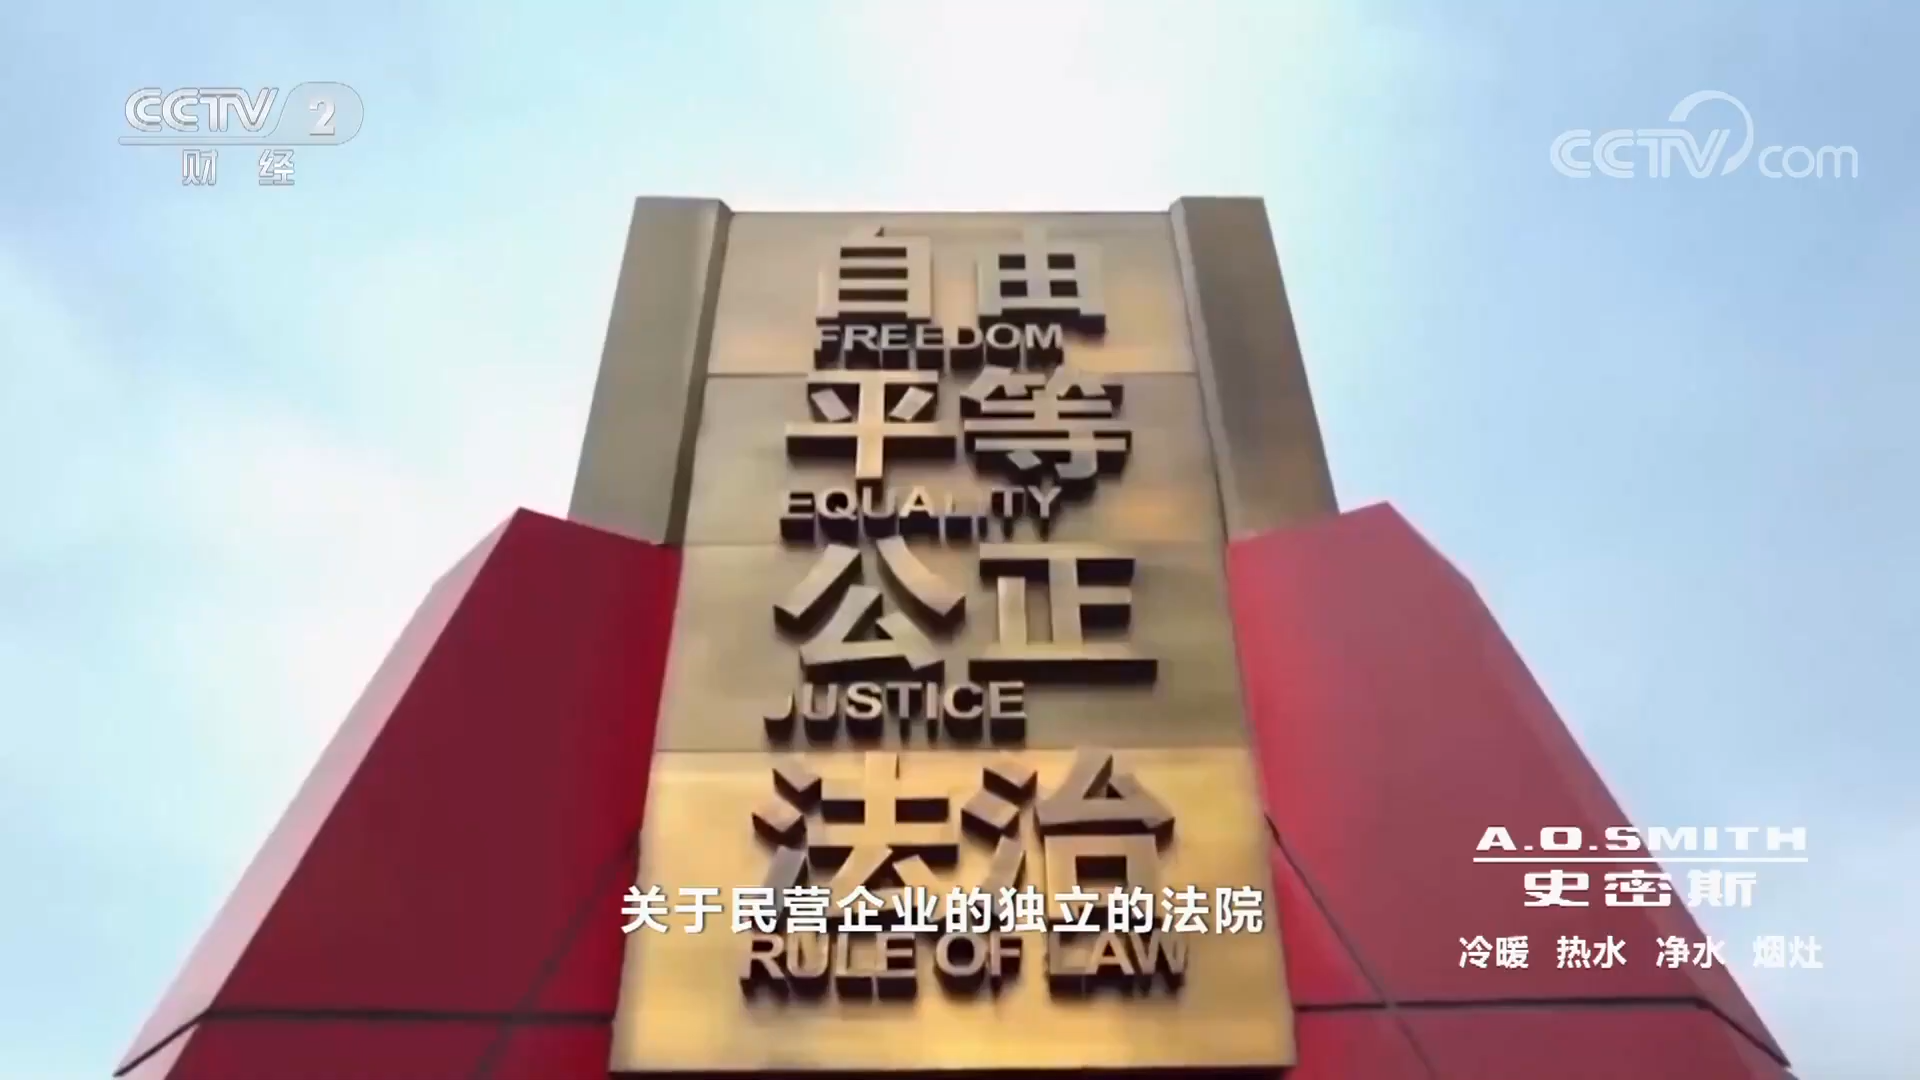 CCTV 2
财经
CCTV com
自由
FREEDOM
平等
EQUALITY
公正
JUSTICE
法治
关于民营企业的独立的法院
RULE OF LAW
A.O.SMITH
史密斯
冷暖 热水 净水 烟灶